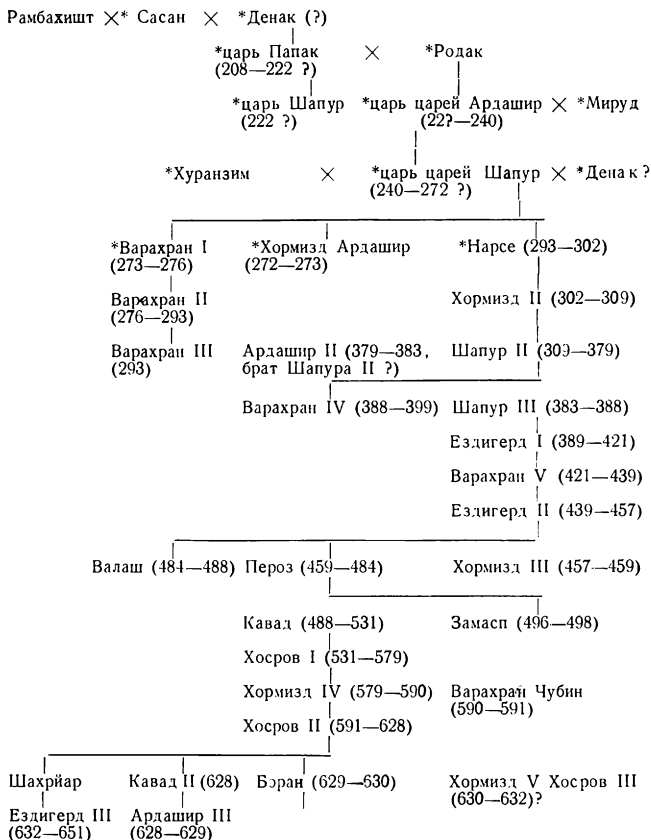 Рамбахишт ×* Сасан × *Денак (?)
*царь Папак × *Родак
(208—222 ?)
*царь Шапур *царь царей Ардашир × *Мируд
(222 ?) (22?—240)
*Хуранзим × *царь царей Шапур × *Денак ?
(240—272 ?)
*Варахран I *Хормизд Ардашир *Нарсе (293—302)
(273—276) (272—273)
Варахран II Хормизд II (302—309)
(276—293)
Варахран III Ардашир II (379—383, Шапур II (309—379)
(293) брат Шапура II ?)
Варахран IV (388—399) Шапур III (383—388)
Ездигерд I (389—421)
Варахран V (421—439)
Ездигерд II (439—457)
Валаш (484—488) Пероз (459—484) Хормизд III (457—459)
Кавад (488—531) Замасп (496—498)
Хосров I (531—579)
Хормизд IV (579—590) Варахран Чубин
(590—591)
Хосров II (591—628)
Шахрйар Кавад II (628) Бэран (629—630) Хормизд V Хосров III
(630—632)?
Ездигерд III Ардашир III
(632—651) (628—629)